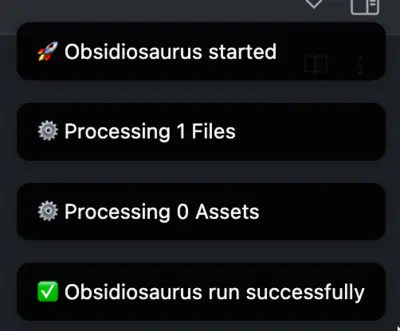 🚀 Obsidiosaurus started
⚙️ Processing 1 Files
⚙️ Processing 0 Assets
✅ Obsidiosaurus run successfully